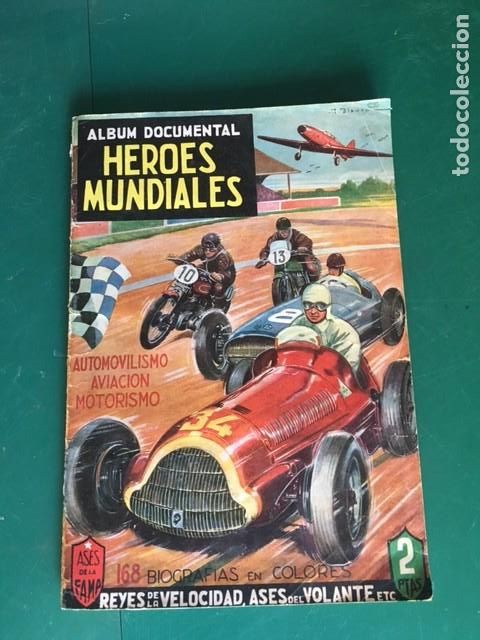 ALBUM DOCUMENTAL
HEROES
MUNDIALES
10
13
8
34
AUTOMOVILISMO
AVIACION
MOTORISMO
ASES
DE LA
FAMA
168 BIOGRAFIAS EN COLORES
2
PTAS
REYES DE LA VELOCIDAD, ASES DEL VOLANTE, ETC
todocoleccion